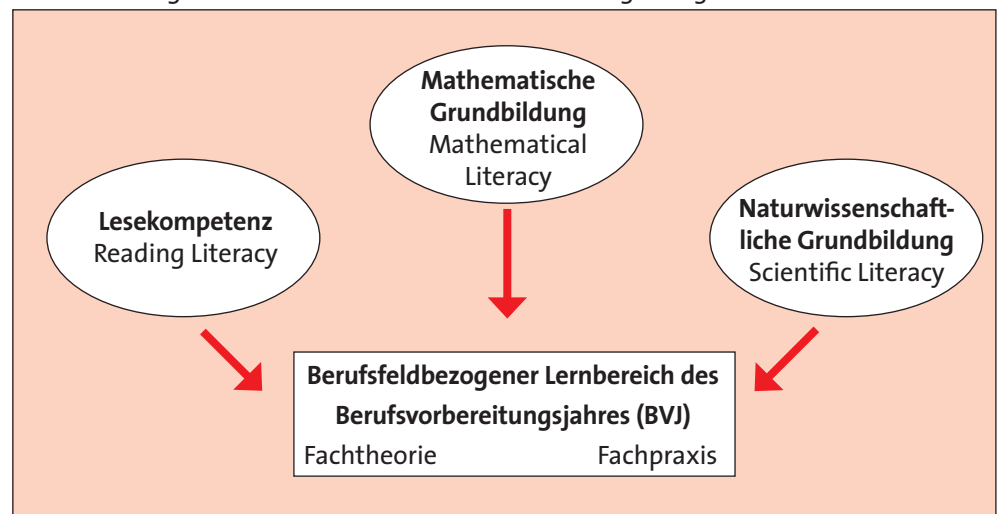 Mathematische
Grundbildung
Mathematical
Literacy
Lesekompetenz
Reading Literacy
Naturwissenschaft-
liche Grundbildung
Scientific Literacy
Berufsfeldbezogener Lernbereich des
Berufsvorbereitungsjahres (BVJ)
Fachtheorie Fachpraxis